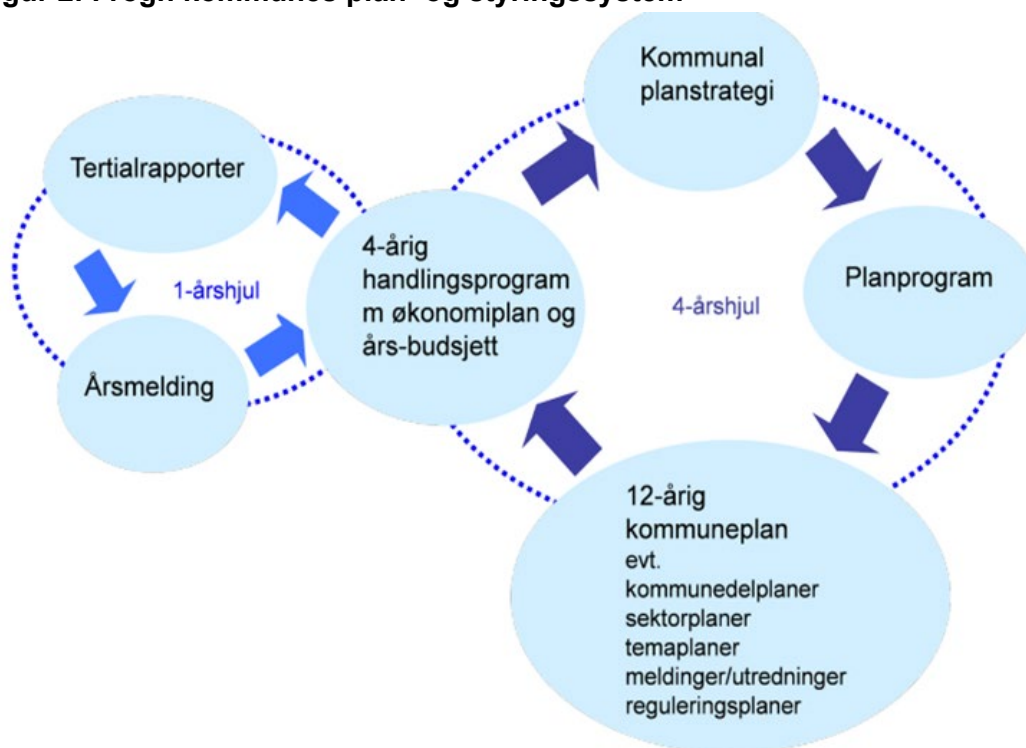 Kommunal
planstrategi
Tertialrapporter
4-årig
handlingsprogram
m økonomiplan og
års-budsjett
1-årshjul
4-årshjul
Planprogram
Årsmelding
12-årig
kommuneplan
evt.
kommunedelplaner
sektorplaner
temaplaner
meldinger/utredninger
reguleringsplaner